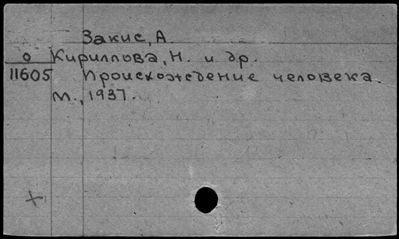 Закис, А.
О Кириллова, Н. и др.
11605 Происхождение человека.
М., 1937.
+